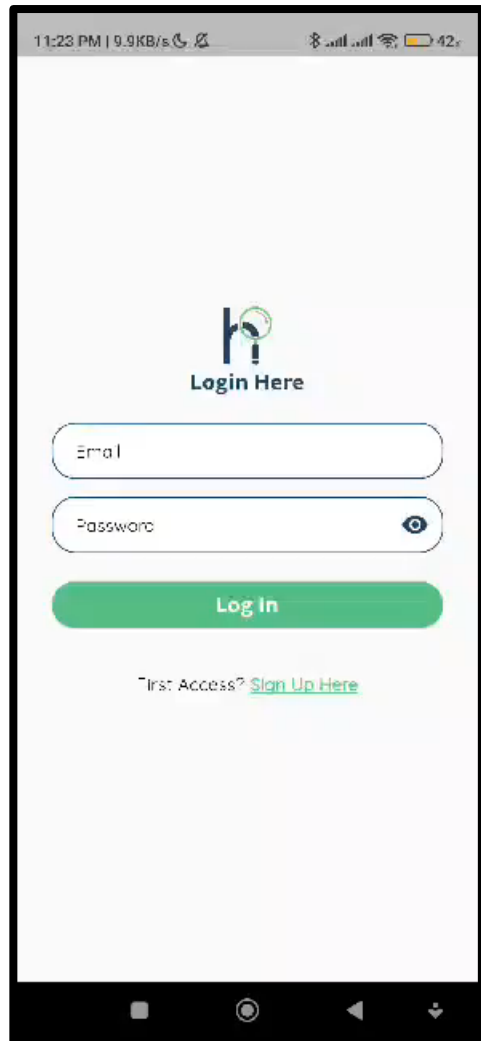 11:23 PM | 9.9KB/s 42
Login Here
Email
Password
Log In
First Access? Sign Up Here